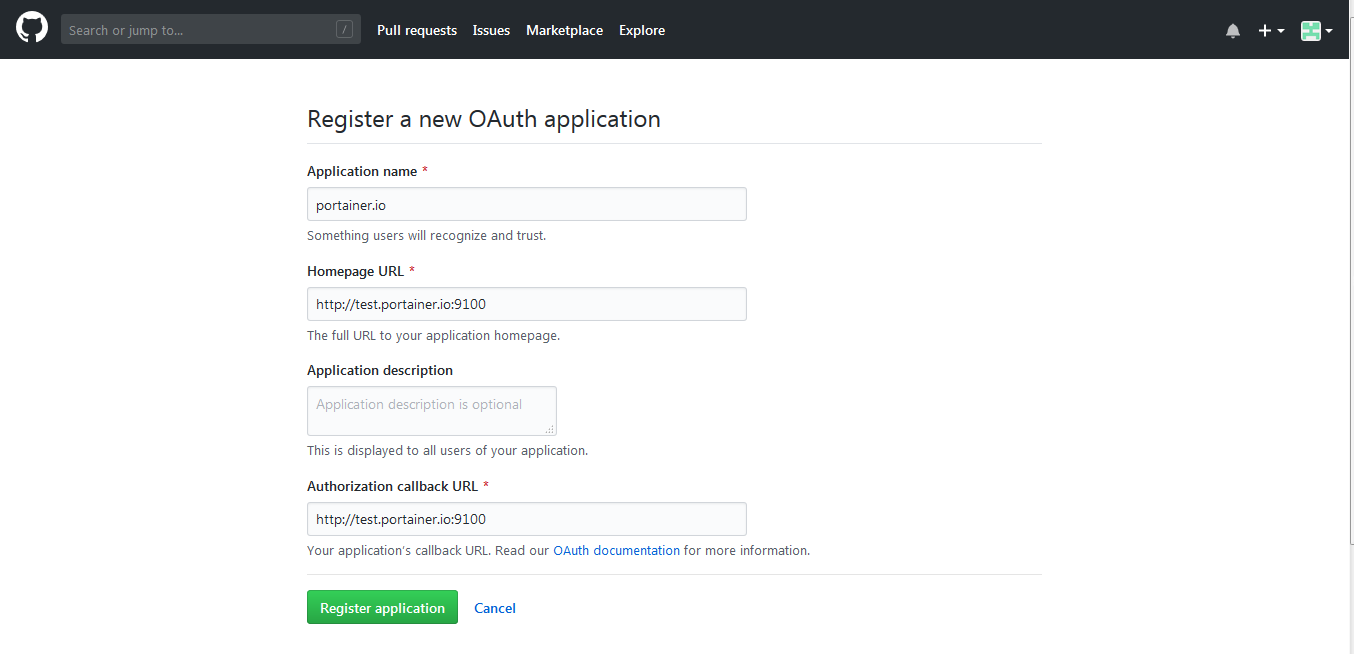 Search or jump to... / Pull requests Issues Marketplace Explore
Register a new OAuth application
Application name *
portainer.io
Something users will recognize and trust.
Homepage URL *
http://test.portainer.io:9100
The full URL to your application homepage.
Application description
Application description is optional
This is displayed to all users of your application.
Authorization callback URL *
http://test.portainer.io:9100
Your application's callback URL. Read our OAuth documentation for more information.
Register application Cancel